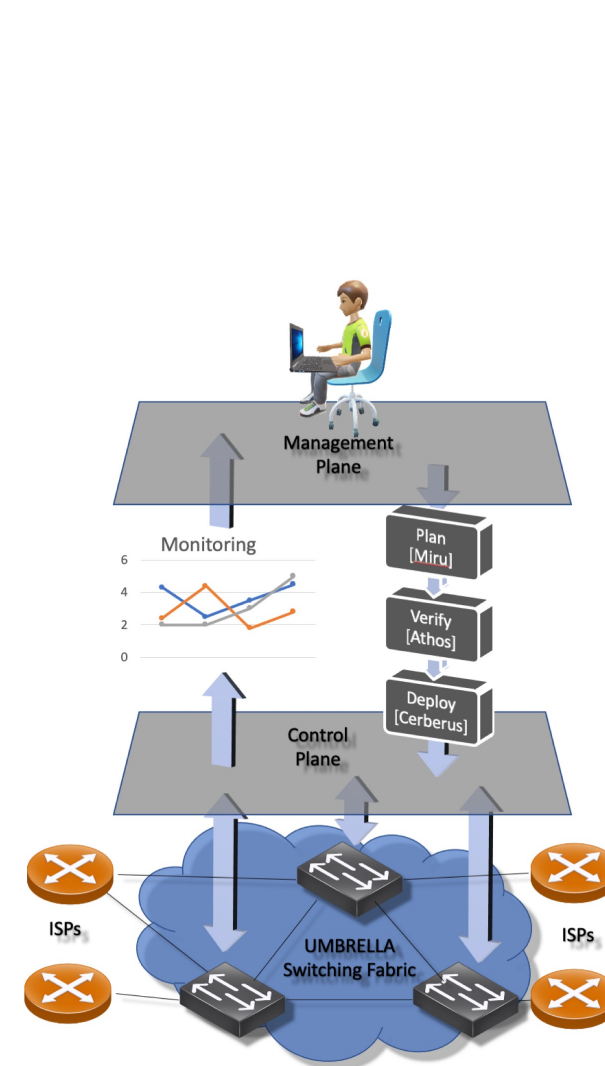 Management
Plane
Monitoring
6
4
2
0
Plan
[Miru]
Verify
[Athos]
Deploy
[Cerberus]
Control
Plane
ISPs
ISPs
UMBRELLA
Switching Fabric